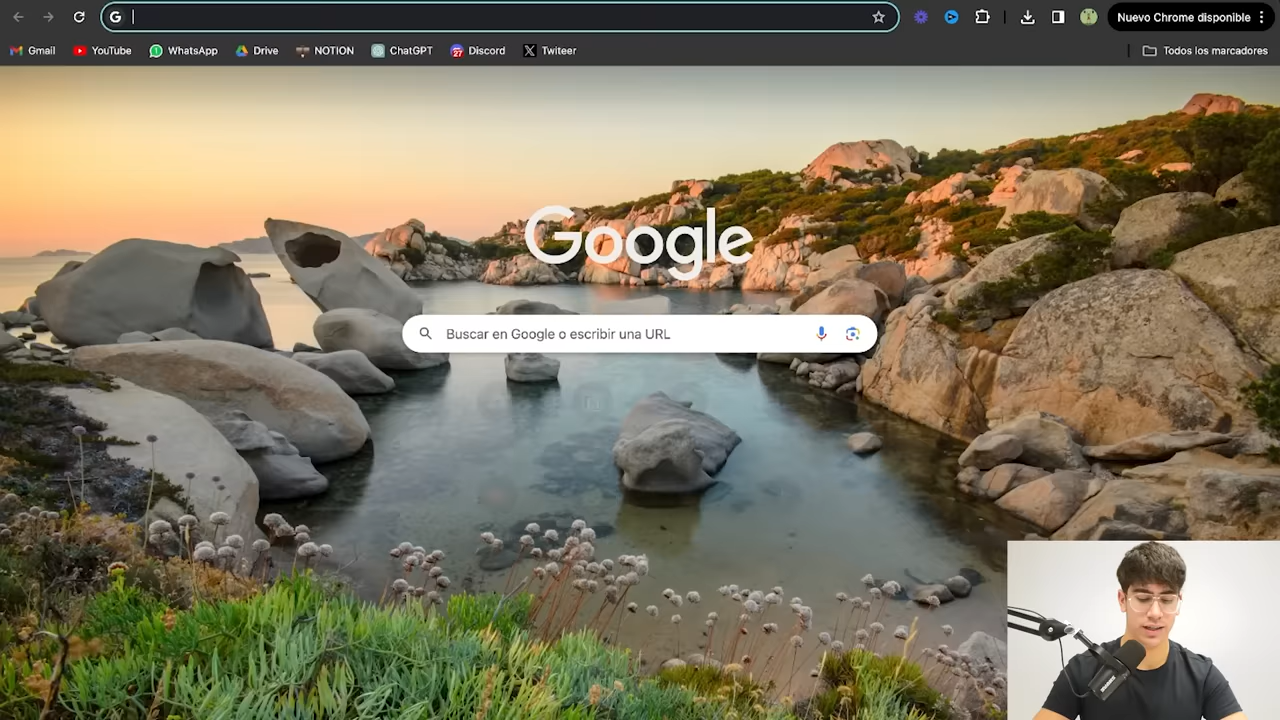 Nuevo Chrome disponible
Gmail YouTube WhatsApp Drive NOTION ChatGPT 27 Discord X Twiteer Todos los marcadores
Google
Buscar en Google o escribir una URL